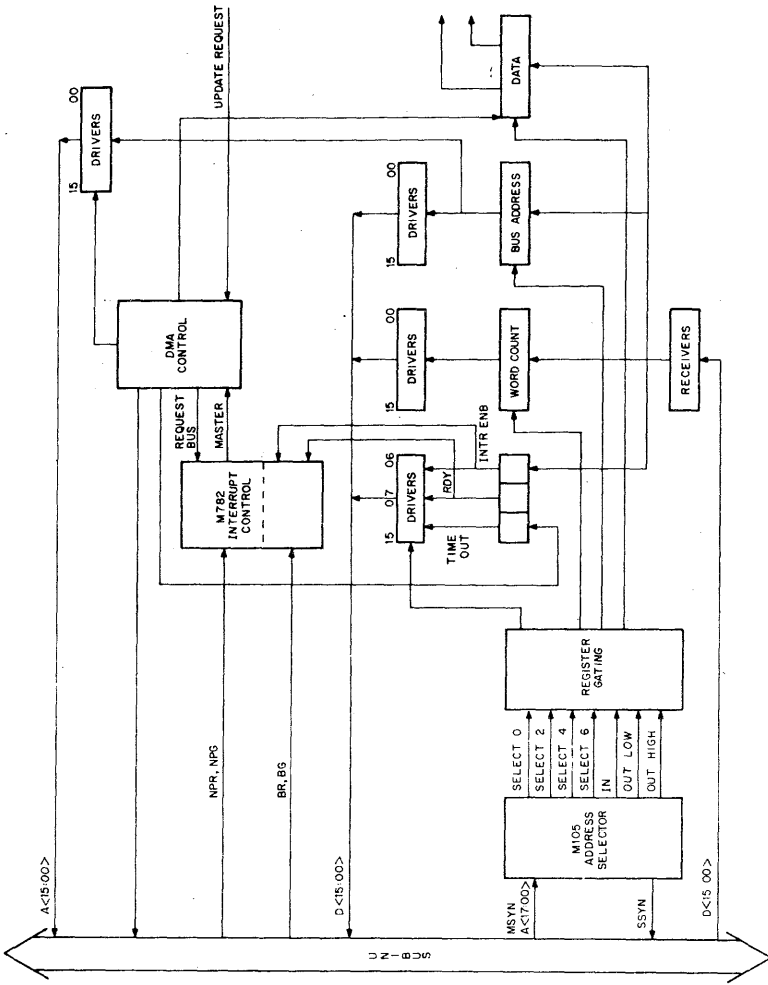 A<15:00>
15 00
DRIVERS
UPDATE REQUEST
DMA
CONTROL
REQUEST
BUS
MASTER
M782
INTERRUPT
CONTROL
NPR, NPG
BR, BG
D<15:00>
15 07 06
DRIVERS
15 00
DRIVERS
15 00
DRIVERS
TIME
OUT
RDY
INTR ENB
WORD COUNT
BUS ADDRESS
DATA
RECEIVERS
MSYN
A<17:00>
SSYN
M105
ADDRESS
SELECTOR
SELECT 0
SELECT 2
SELECT 4
SELECT 6
IN
OUT LOW
OUT HIGH
REGISTER
GATING
D<15 00>
UNIBUS